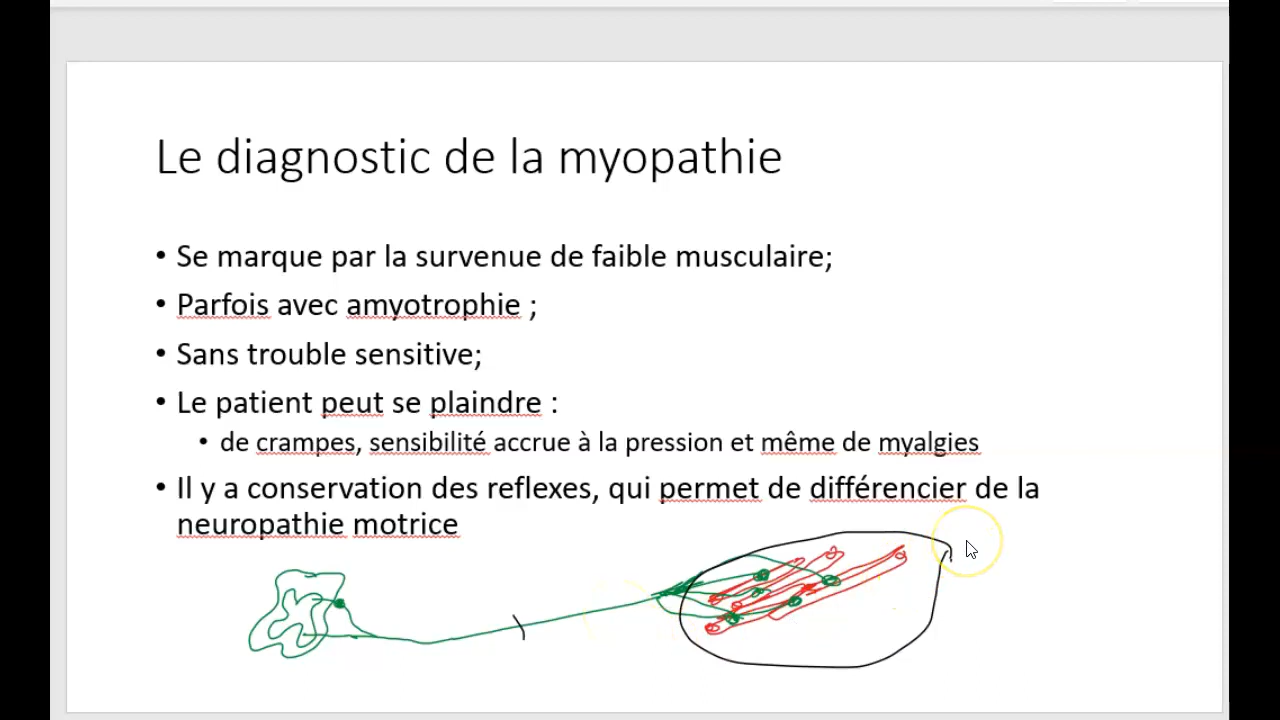 Le diagnostic de la myopathie
• Se marque par la survenue de faible musculaire;
• Parfois avec amyotrophie ;
• Sans trouble sensitive;
• Le patient peut se plaindre :
• de crampes, sensibilité accrue à la pression et même de myalgies
• Il y a conservation des reflexes, qui permet de différencier de la
neuropathie motrice